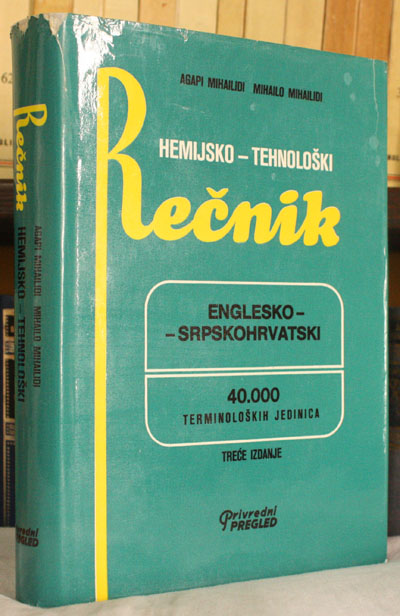 AGAPI MIHAILIDI MIHAILO MIHAILIDI
HEMIJSKO – TEHNOLOŠKI
Rečnik
ENGLESKO –
– SRPSKOHRVATSKI
40.000
TERMINOLOŠKIH JEDINICA
TREĆE IZDANJE
Privredni
PREGLED
Rečnik
HEMIJSKO – TEHNOLOŠKI
AGAPI MIHAILIDI MIHAILO MIHAILIDI
Privredni
PREGLED